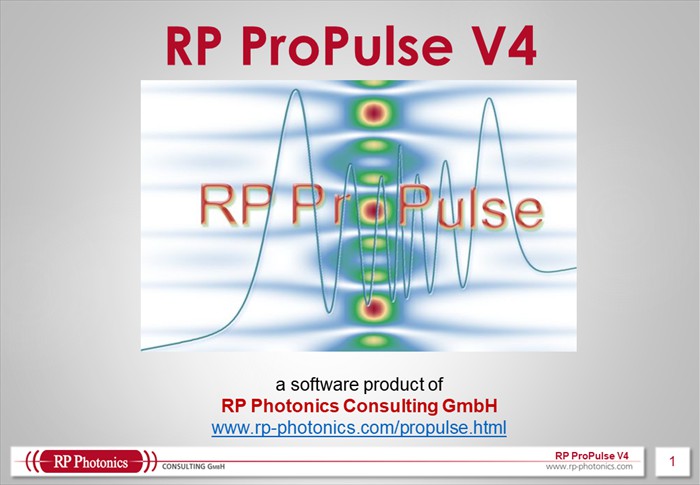 RP ProPulse V4
RP ProPulse
a software product of
RP Photonics Consulting GmbH
www.rp-photonics.com/propulse.html
RP Photonics
CONSULTING GMBH
RP ProPulse V4
www.rp-photonics.com
1